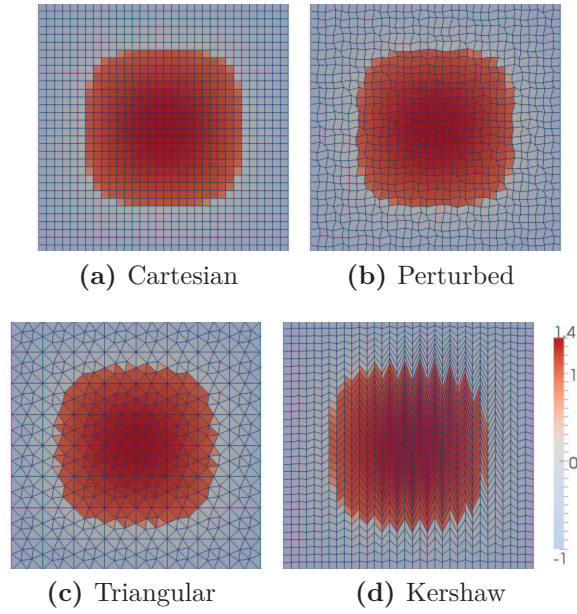 (a) Cartesian
(b) Perturbed
1.4
1
0
-1
(c) Triangular
(d) Kershaw